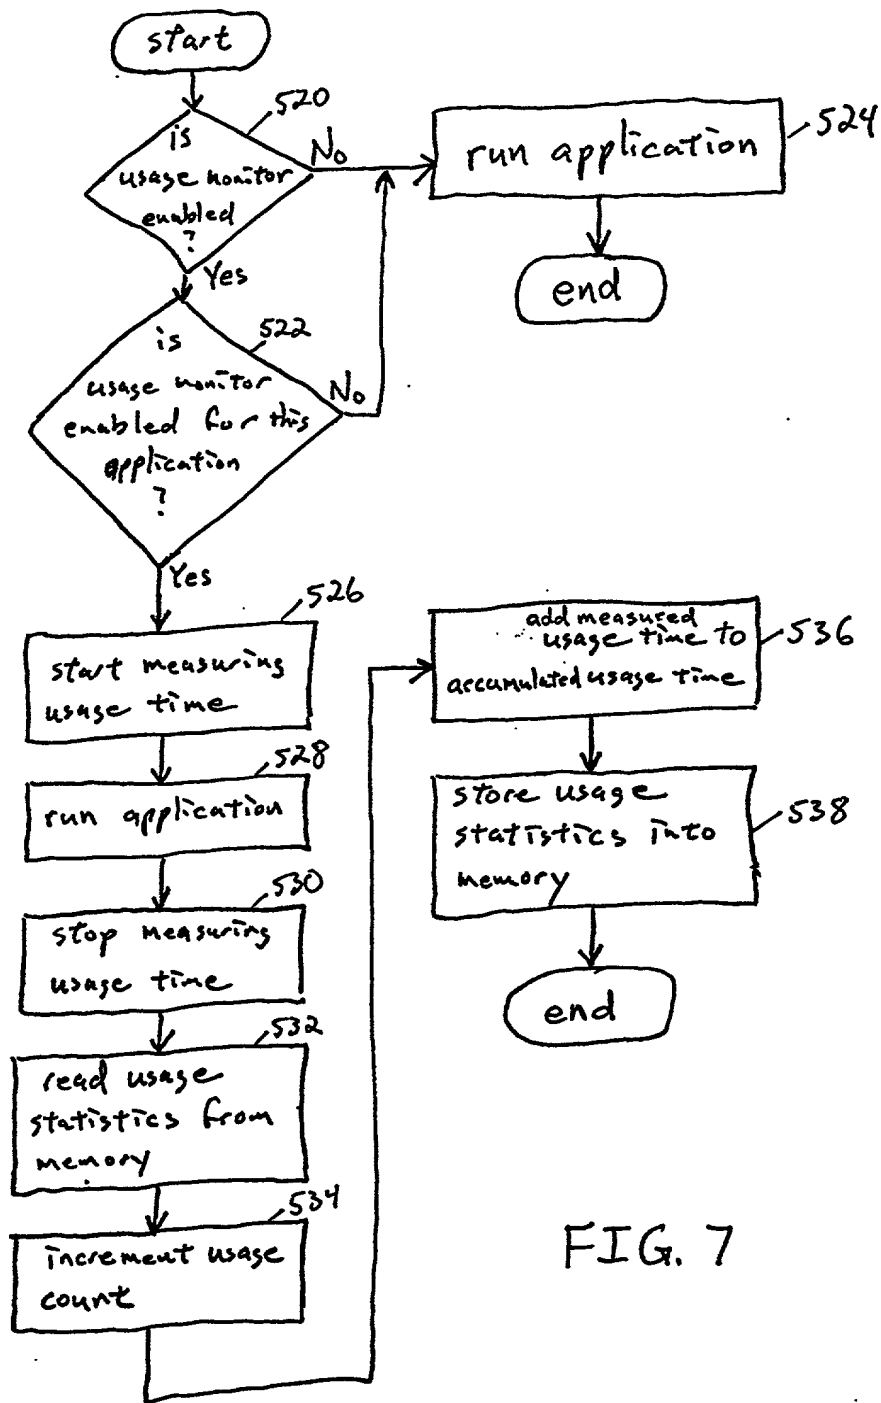 start
520
is
usage monitor
enabled
?
No
Yes
run application
524
end
522
is
usage monitor
enabled for this
application
?
No
Yes
526
start measuring
usage time
528
run application
530
stop measuring
usage time
532
read usage
statistics from
memory
534
increment usage
count
add measured
usage time to
accumulated usage time
536
store usage
statistics into
memory
538
end
FIG. 7